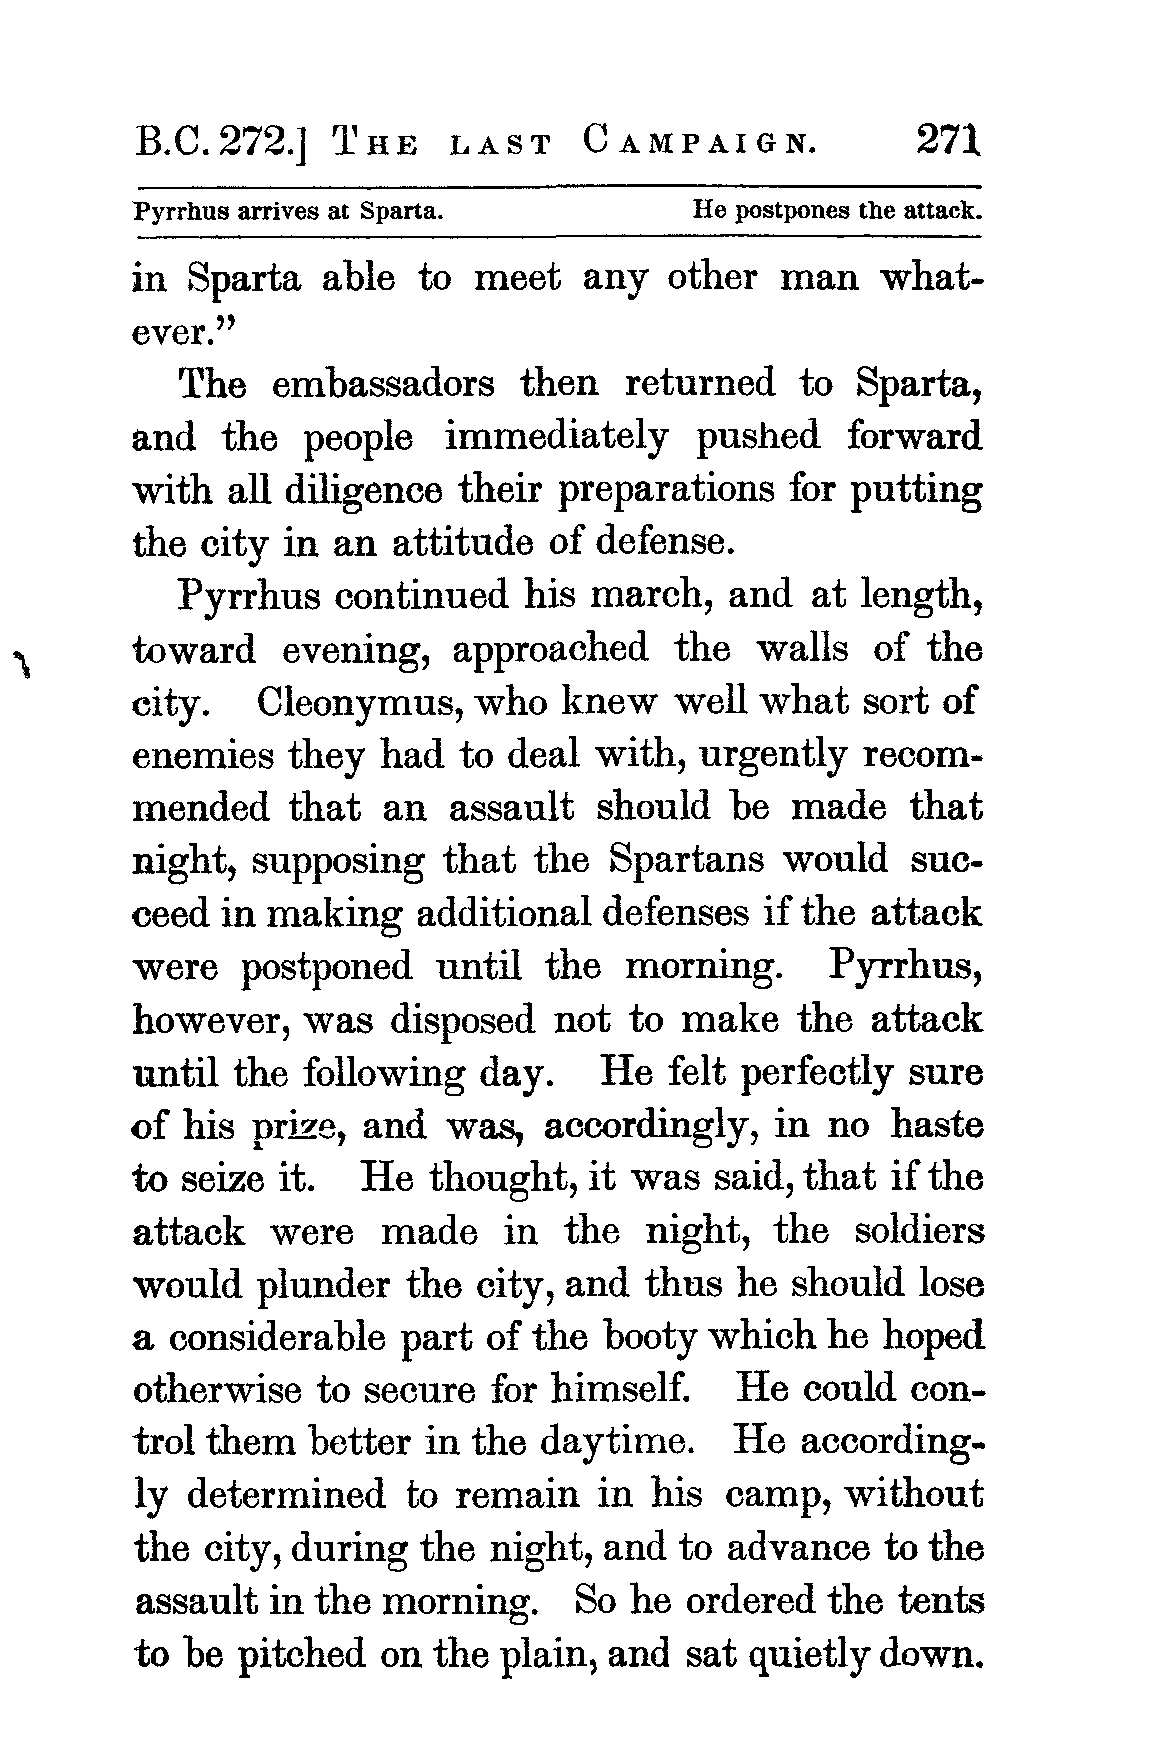 B.C. 272.] The last Campaign. 271
Pyrrhus arrives at Sparta. He postpones the attack.
in Sparta able to meet any other man what-
ever.”
The embassadors then returned to Sparta,
and the people immediately pushed forward
with all diligence their preparations for putting
the city in an attitude of defense.
Pyrrhus continued his march, and at length,
toward evening, approached the walls of the
city. Cleonymus, who knew well what sort of
enemies they had to deal with, urgently recom-
mended that an assault should be made that
night, supposing that the Spartans would suc-
ceed in making additional defenses if the attack
were postponed until the morning. Pyrrhus,
however, was disposed not to make the attack
until the following day. He felt perfectly sure
of his prize, and was, accordingly, in no haste
to seize it. He thought, it was said, that if the
attack were made in the night, the soldiers
would plunder the city, and thus he should lose
a considerable part of the booty which he hoped
otherwise to secure for himself. He could con-
trol them better in the daytime. He according-
ly determined to remain in his camp, without
the city, during the night, and to advance to the
assault in the morning. So he ordered the tents
to be pitched on the plain, and sat quietly down.